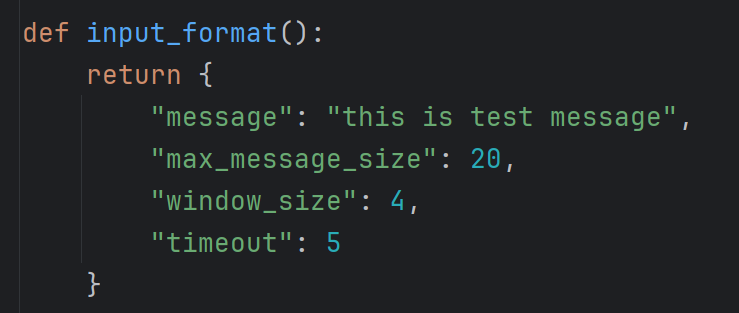 def input_format():
    return {
        "message": "this is test message",
        "max_message_size": 20,
        "window_size": 4,
        "timeout": 5
    }